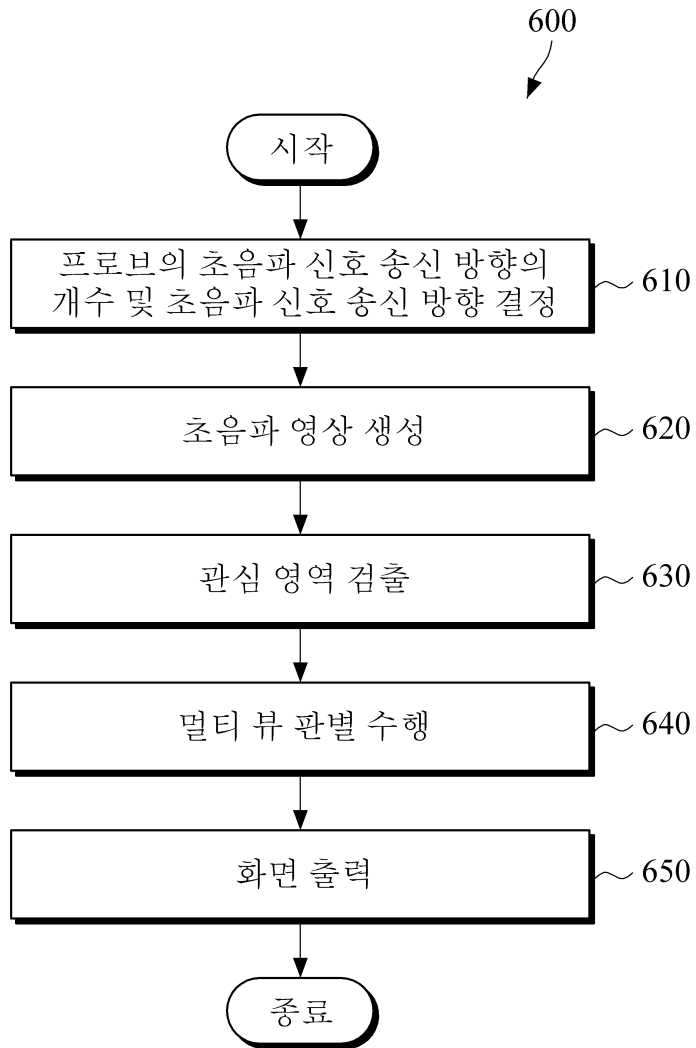 600
시작
프로브의 초음파 신호 송신 방향의
개수 및 초음파 신호 송신 방향 결정
610
초음파 영상 생성
620
관심 영역 검출
630
멀티 뷰 판별 수행
640
화면 출력
650
종료